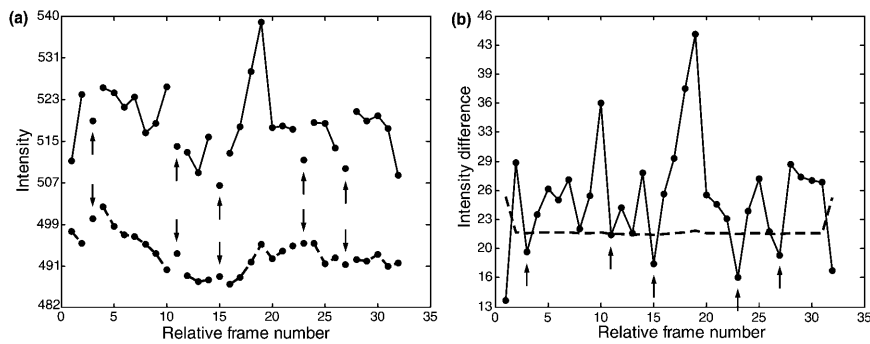 (a)
540
531
523
515
507
499
491
482
Intensity
0 5 10 15 20 25 30 35
Relative frame number
(b)
46
43
39
36
33
29
26
23
20
16
13
Intensity difference
0 5 10 15 20 25 30 35
Relative frame number